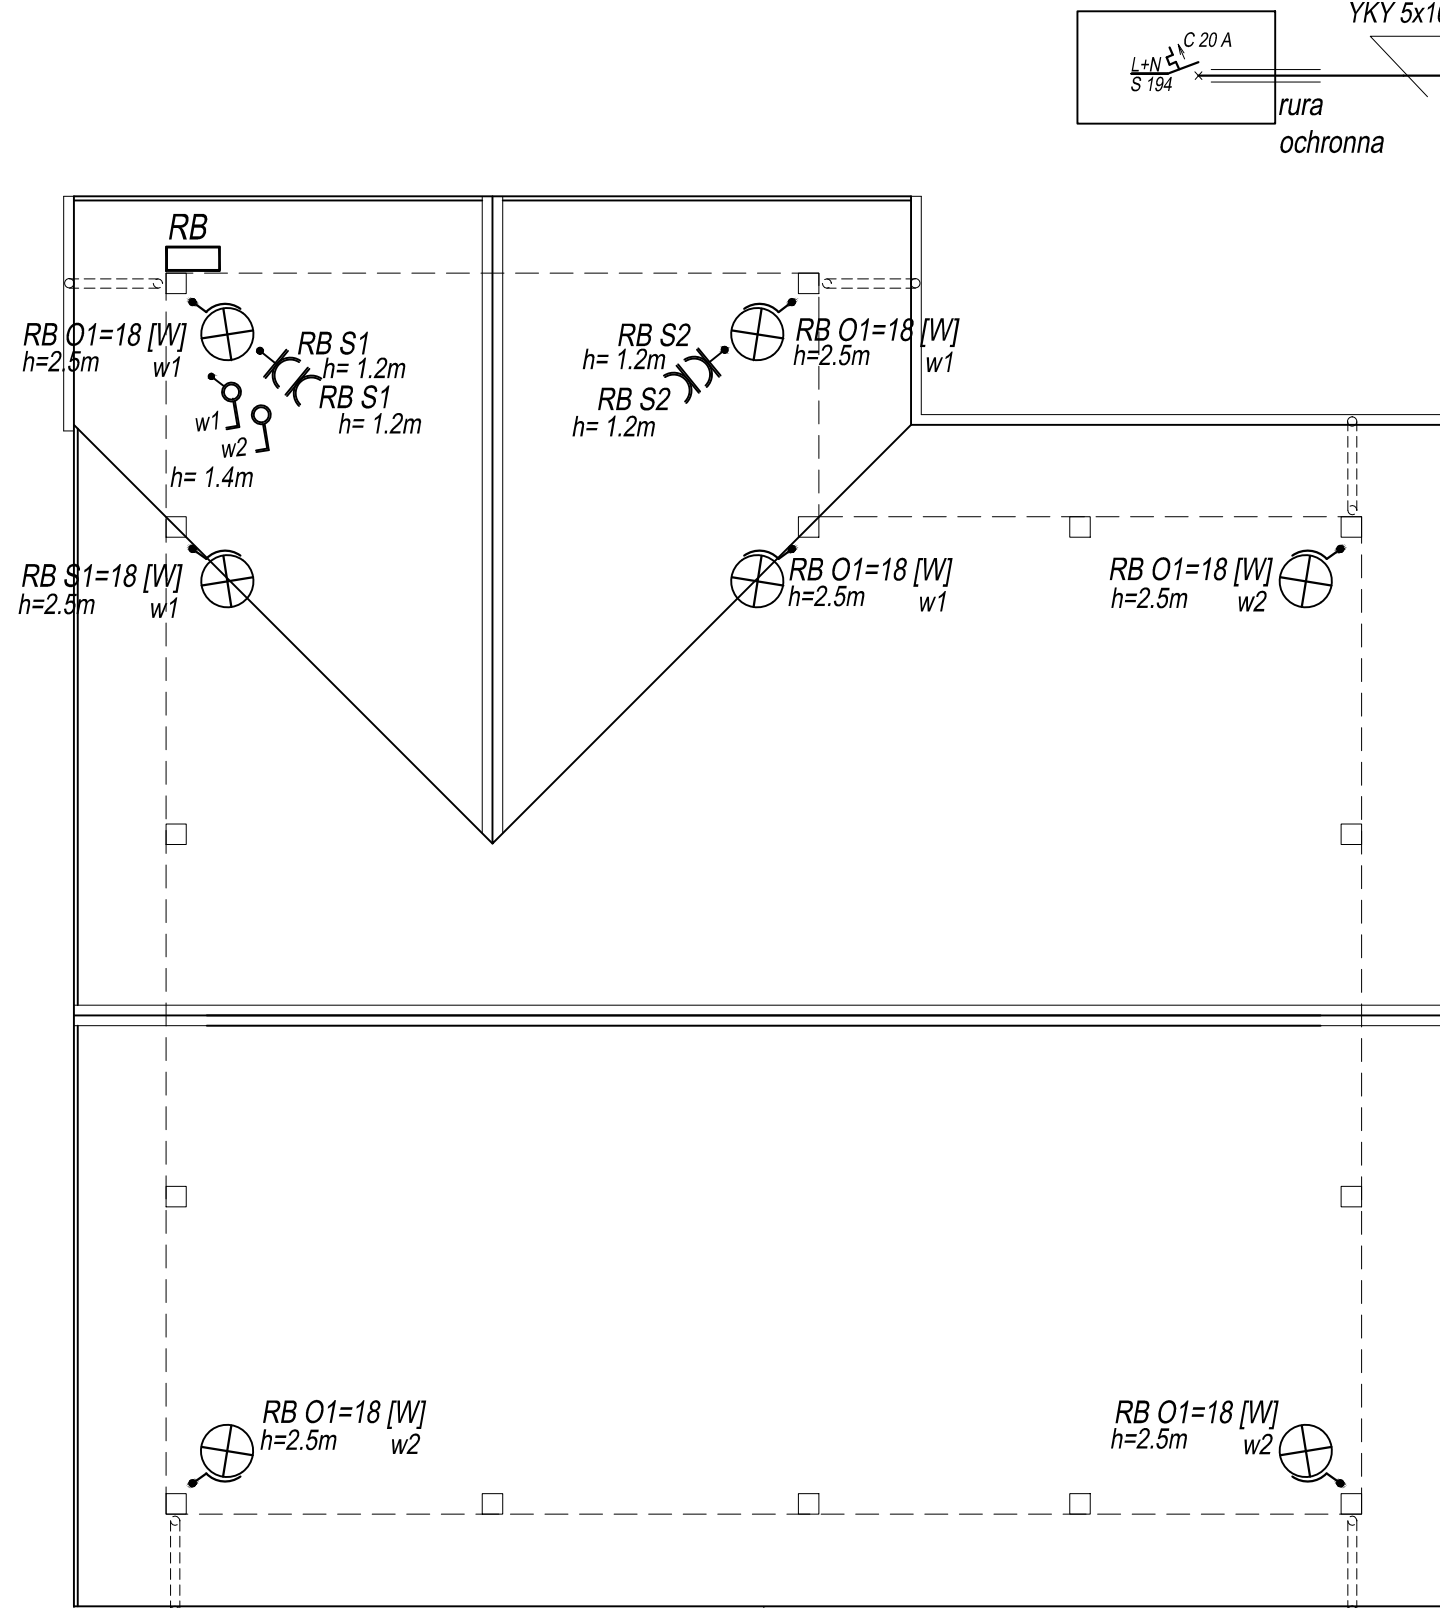 YKY 5x1
C 20 A
L+N
S 194
rura
ochronna
RB
RB O1=18 [W]
h=2.5m w1
RB S1
h= 1.2m
RB S1
h= 1.2m
w1
w2
h= 1.4m
RB S2
h= 1.2m
RB S2
h= 1.2m
RB O1=18 [W]
h=2.5m w1
RB S1=18 [W]
h=2.5m w1
RB O1=18 [W]
h=2.5m w1
RB O1=18 [W]
h=2.5m w2
RB O1=18 [W]
h=2.5m w2
RB O1=18 [W]
h=2.5m w2